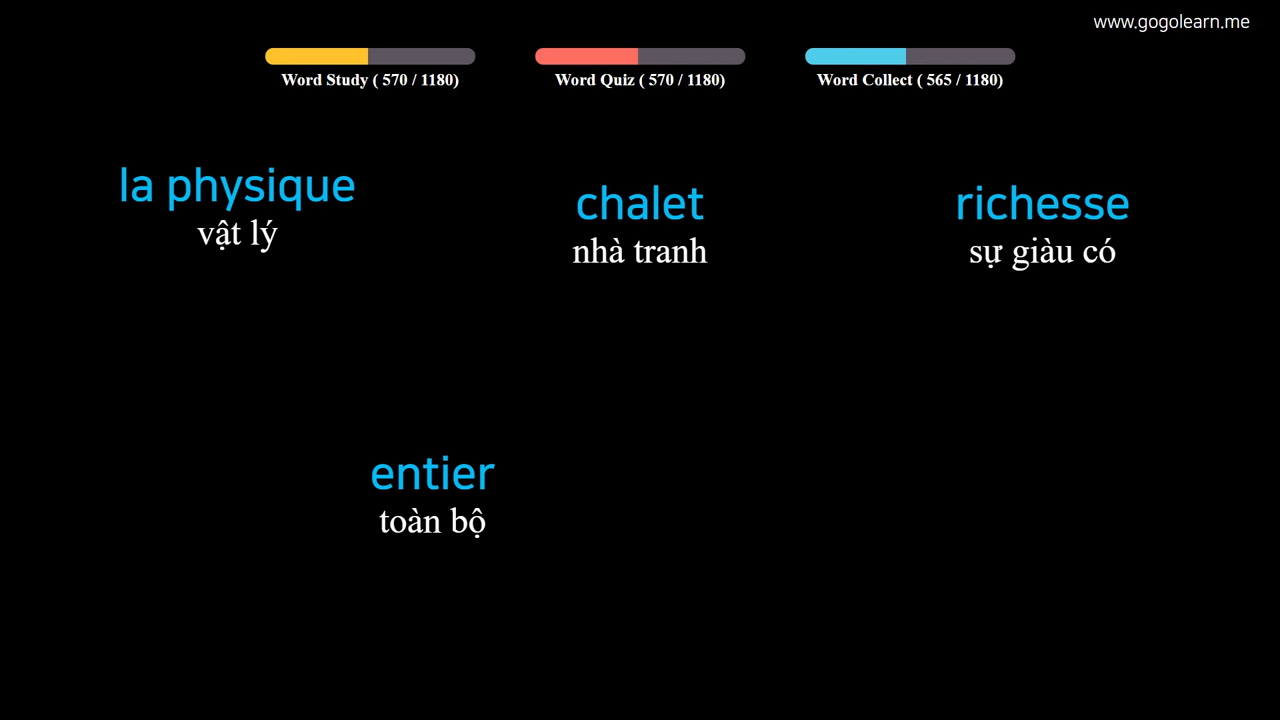 www.gogolearn.me
Word Study ( 570 / 1180)
Word Quiz ( 570 / 1180)
Word Collect ( 565 / 1180)
la physique
vật lý
chalet
nhà tranh
richesse
sự giàu có
entier
toàn bộ